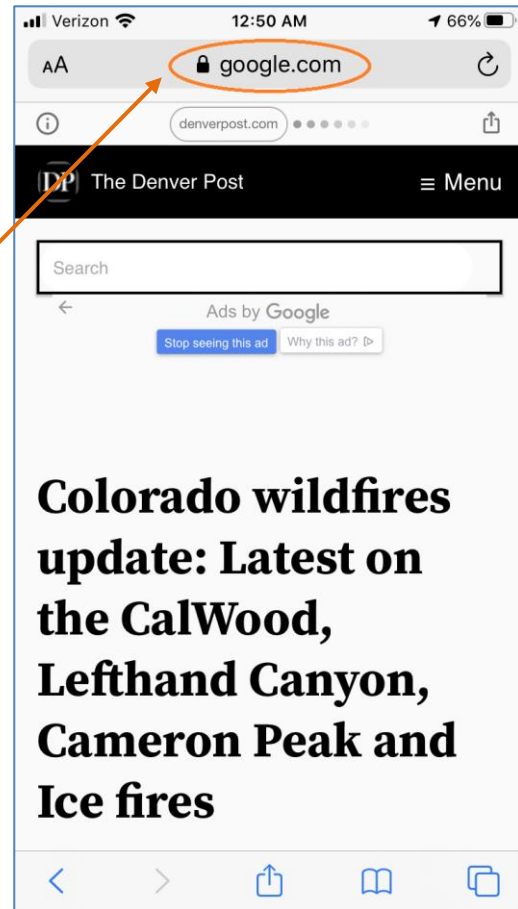 Verizon 12:50 AM 66%
AA google.com
denverpost.com
DP The Denver Post ≡ Menu
Search
Ads by Google
Stop seeing this ad Why this ad?
Colorado wildfires
update: Latest on
the CalWood,
Lefthand Canyon,
Cameron Peak and
Ice fires